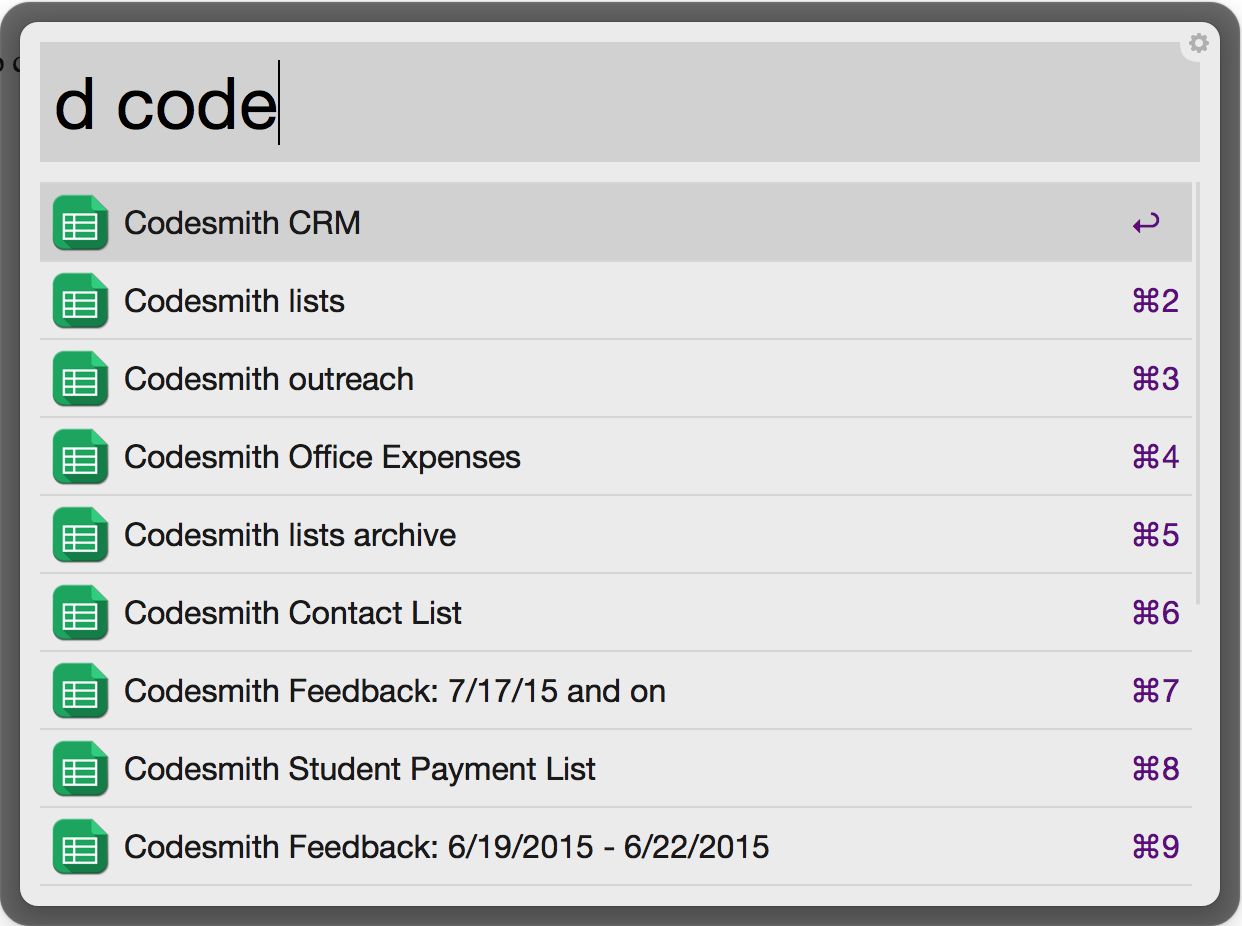 d code
Codesmith CRM ↩
Codesmith lists ⌘2
Codesmith outreach ⌘3
Codesmith Office Expenses ⌘4
Codesmith lists archive ⌘5
Codesmith Contact List ⌘6
Codesmith Feedback: 7/17/15 and on ⌘7
Codesmith Student Payment List ⌘8
Codesmith Feedback: 6/19/2015 - 6/22/2015 ⌘9